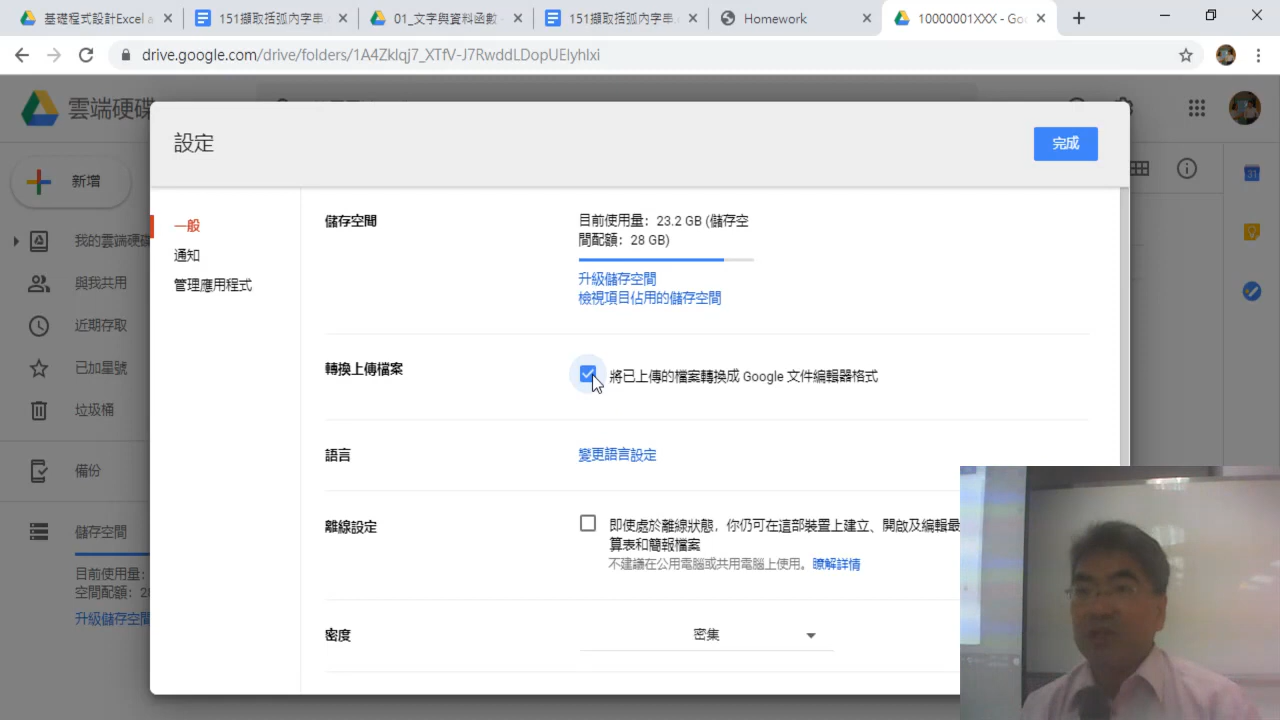 基礎程式設計Excel a
151擷取括弧內字串.
01_文字與資料函數 -
151擷取括弧內字串.
Homework
10000001XXX - Goo
drive.google.com/drive/folders/1A4Zklqj7_XTfV-J7RwddLDopUElyhlxi
雲端硬碟
設定
完成
新增
我的雲端硬碟
與我共用
近期存取
已加星號
垃圾桶
備份
儲存空間
目前使用量:
空間配額: 2
升級儲存空間
一般
通知
管理應用程式
儲存空間
目前使用量: 23.2 GB (儲存空
間配額: 28 GB)
升級儲存空間
檢視項目佔用的儲存空間
轉換上傳檔案
將已上傳的檔案轉換成 Google 文件編輯器格式
語言
變更語言設定
離線設定
即使處於離線狀態，你仍可在這部裝置上建立、開啟及編輯最
算表和簡報檔案
不建議在公用電腦或共用電腦上使用。瞭解詳情
密度
密集
31